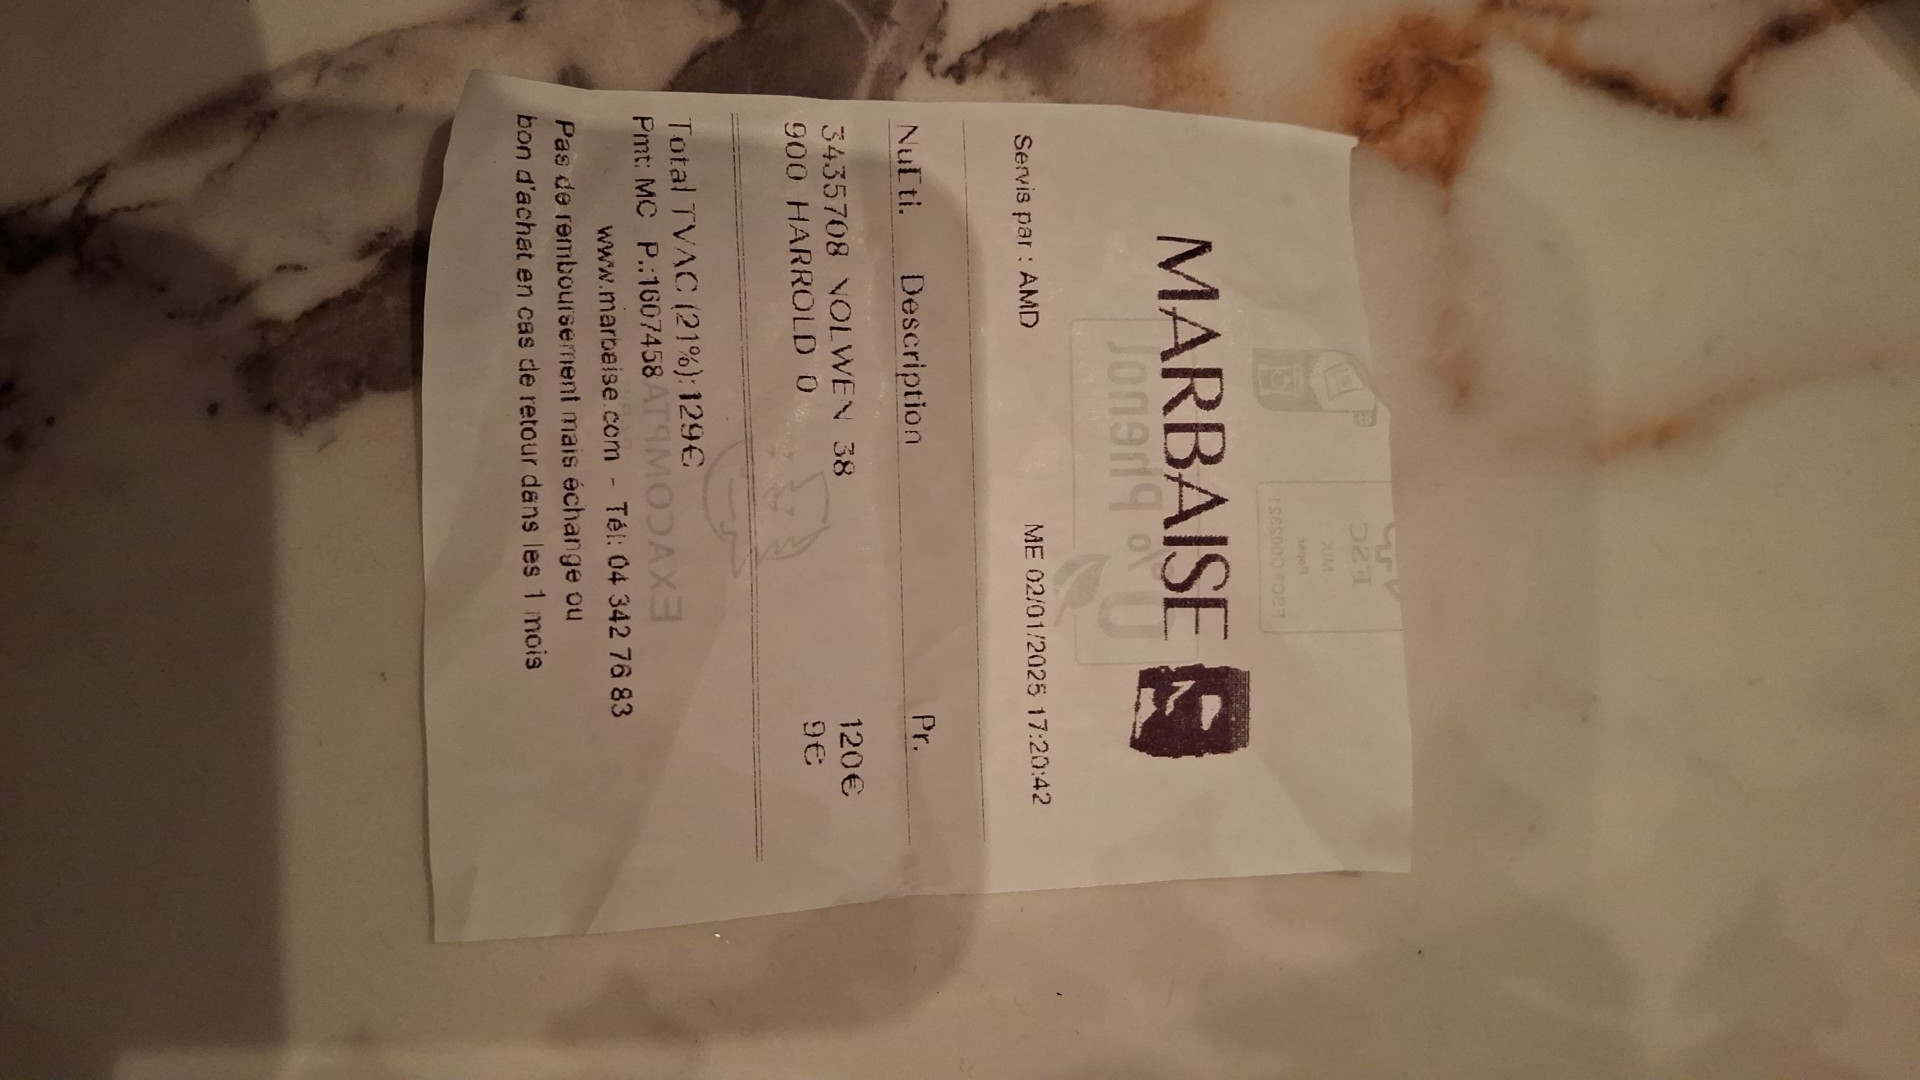 MARBAISE
Servis par : AMD ME 02/01/2025 17:20:42
NuEti. Description Pr.
3435708 NOLWEN 38 120€
900 HARROLD 0 9€
Total TVAC (21%): 129€
Pmt: MC P.:1607458
www.marbaise.com - Tél: 04 342 76 83
Pas de remboursement mais échange ou
bon d'achat en cas de retour dans les 1 mois